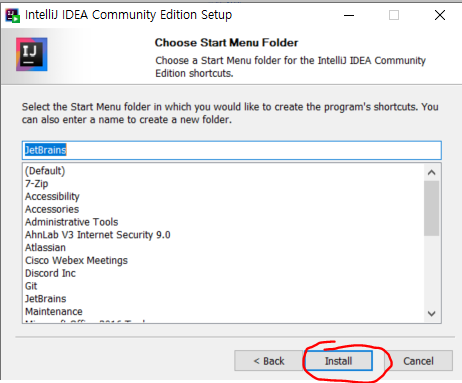 IntelliJ IDEA Community Edition Setup
IJ
Choose Start Menu Folder
Choose a Start Menu folder for the IntelliJ IDEA Community
Edition shortcuts.
Select the Start Menu folder in which you would like to create the program's shortcuts. You
can also enter a name to create a new folder.
JetBrains
(Default)
7-Zip
Accessibility
Accessories
Administrative Tools
AhnLab V3 Internet Security 9.0
Atlassian
Cisco Webex Meetings
Discord Inc
Git
JetBrains
Maintenance
< Back
Install
Cancel